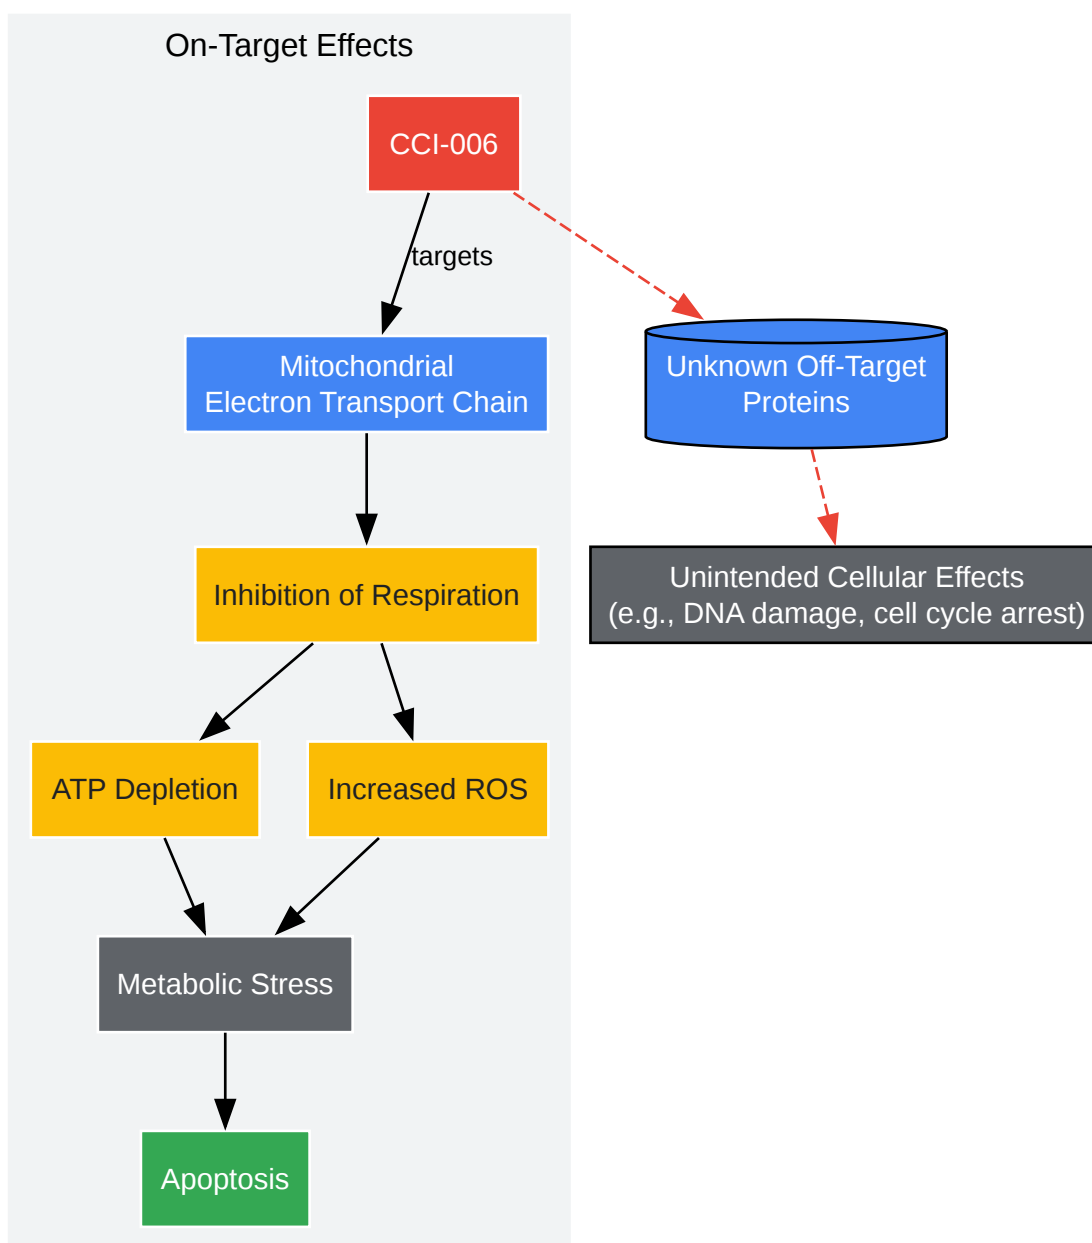 On-Target Effects
CCI-006
targets
Mitochondrial
Electron Transport Chain
Unknown Off-Target
Proteins
Inhibition of Respiration
Unintended Cellular Effects
(e.g., DNA damage, cell cycle arrest)
ATP Depletion
Increased ROS
Metabolic Stress
Apoptosis